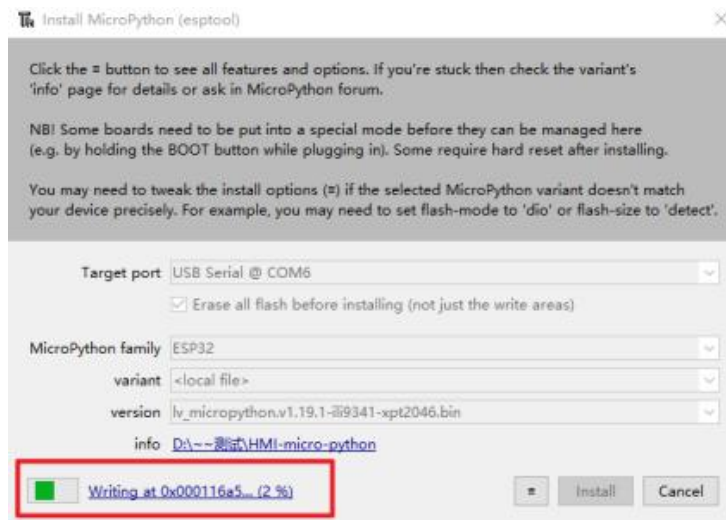 Install MicroPython (esptool)
Click the ≡ button to see all features and options. If you're stuck then check the variant's
'info' page for details or ask in MicroPython forum.
NB! Some boards need to be put into a special mode before they can be managed here
(e.g. by holding the BOOT button while plugging in). Some require hard reset after installing.
You may need to tweak the install options (≡) if the selected MicroPython variant doesn't match
your device precisely. For example, you may need to set flash-mode to 'dio' or flash-size to 'detect'.
Target port USB Serial @ COM6
Erase all flash before installing (not just the write areas)
MicroPython family ESP32
variant <local file>
version lv_micropython.v1.19.1-ili9341-xpt2046.bin
info D:\~~测试\HMI-micro-python
Writing at 0x000116a5... (2 %) ≡ Install Cancel